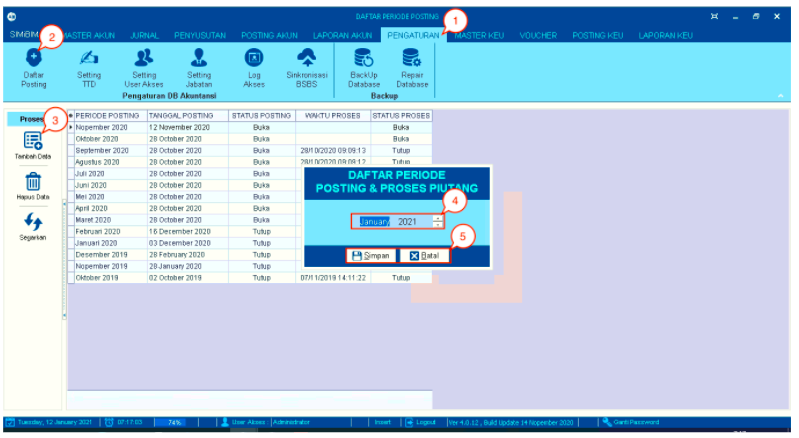 DAFTAR PERIODE POSTING
1
MASTER AKUN JURNAL PENYUSUTAN POSTING AKUN LAPORAN AKUN PENGATURAN MASTER KEU VOUCHER POSTING KEU LAPORAN KEU
2
Daftar Posting
Setting TTD
Setting User Akses
Setting Jabatan
Log Akses
Sinkronisasi BSBS
BackUp Database
Repair Database
Pengaturan DB Akuntansi
Backup
Proses
3
Tambah Data
Hapus Data
Segarkan
PERIODE POSTING TANGGAL POSTING STATUS POSTING WAKTU PROSES STATUS PROSES
Nopember 2020 12 November 2020 Buka Buka
Oktober 2020 28 October 2020 Buka Buka
September 2020 28 October 2020 Buka 28/10/2020 09:09:13 Tutup
Agustus 2020 28 October 2020 Buka 28/10/2020 09:09:12 Tutup
Juli 2020 28 October 2020 Buka
Juni 2020 28 October 2020 Buka
Mei 2020 28 October 2020 Buka
April 2020 28 October 2020 Buka
Maret 2020 28 October 2020 Buka
Februari 2020 16 December 2020 Tutup
Januari 2020 03 December 2020 Tutup
Desember 2019 28 February 2020 Tutup
Nopember 2019 28 January 2020 Tutup
Oktober 2019 02 October 2019 Tutup 07/11/2019 14:11:22 Tutup
DAFTAR PERIODE
POSTING & PROSES PIUTANG
4
January 2021
5
Simpan Batal
Tuesday, 12 January 2021 07:17:03 74% User Akses Administrator Insert Logout Ver 4.0.12 , Build Update 14 Nopember 2020 Ganti Password